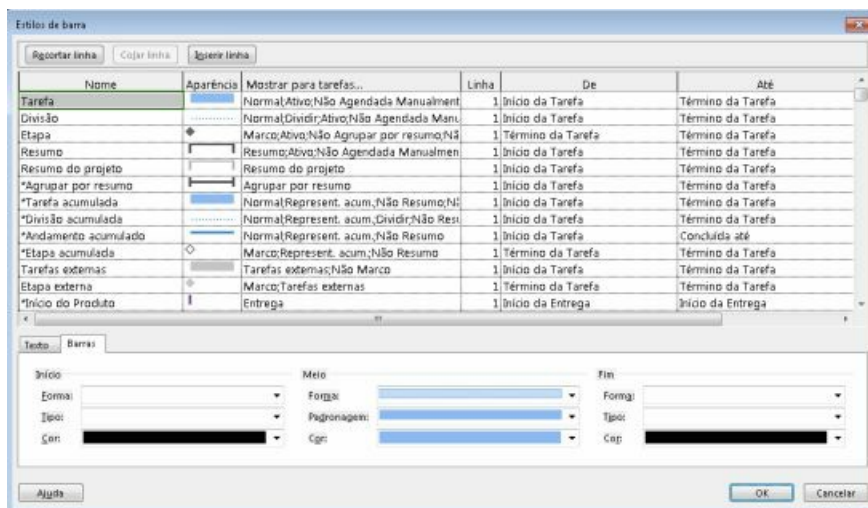 Estilos de barra
Recortar linha Colar linha Inserir linha
Nome Aparência Mostrar para tarefas... Linha De Até
Tarefa Normal;Ativo;Não Agendada Manualment 1 Início da Tarefa Término da Tarefa
Divisão Normal;Dividir;Ativo;Não Agendada Manu 1 Início da Tarefa Término da Tarefa
Etapa Marco;Ativo;Não Agrupar por resumo;Nã 1 Término da Tarefa Término da Tarefa
Resumo Resumo;Ativo;Não Agendada Manualmen 1 Início da Tarefa Término da Tarefa
Resumo do projeto Resumo do projeto 1 Início da Tarefa Término da Tarefa
*Agrupar por resumo Agrupar por resumo 1 Início da Tarefa Término da Tarefa
*Tarefa acumulada Normal;Represent. acum.;Não Resumo;Nã 1 Início da Tarefa Término da Tarefa
*Divisão acumulada Normal;Represent. acum.;Dividir;Não Resu 1 Início da Tarefa Término da Tarefa
*Andamento acumulado Normal;Represent. acum.;Não Resumo 1 Início da Tarefa Concluída até
*Etapa acumulada Marco;Represent. acum.;Não Resumo 1 Término da Tarefa Término da Tarefa
Tarefas externas Tarefas externas;Não Marco 1 Início da Tarefa Término da Tarefa
Etapa externa Marco;Tarefas externas 1 Término da Tarefa Término da Tarefa
*Início do Produto Entrega 1 Início da Entrega Início da Entrega
Texto Barras
Início Meio Fim
Forma: Forma: Forma:
Tipo: Padronagem: Tipo:
Cor: Cor: Cor:
Ajuda OK Cancelar